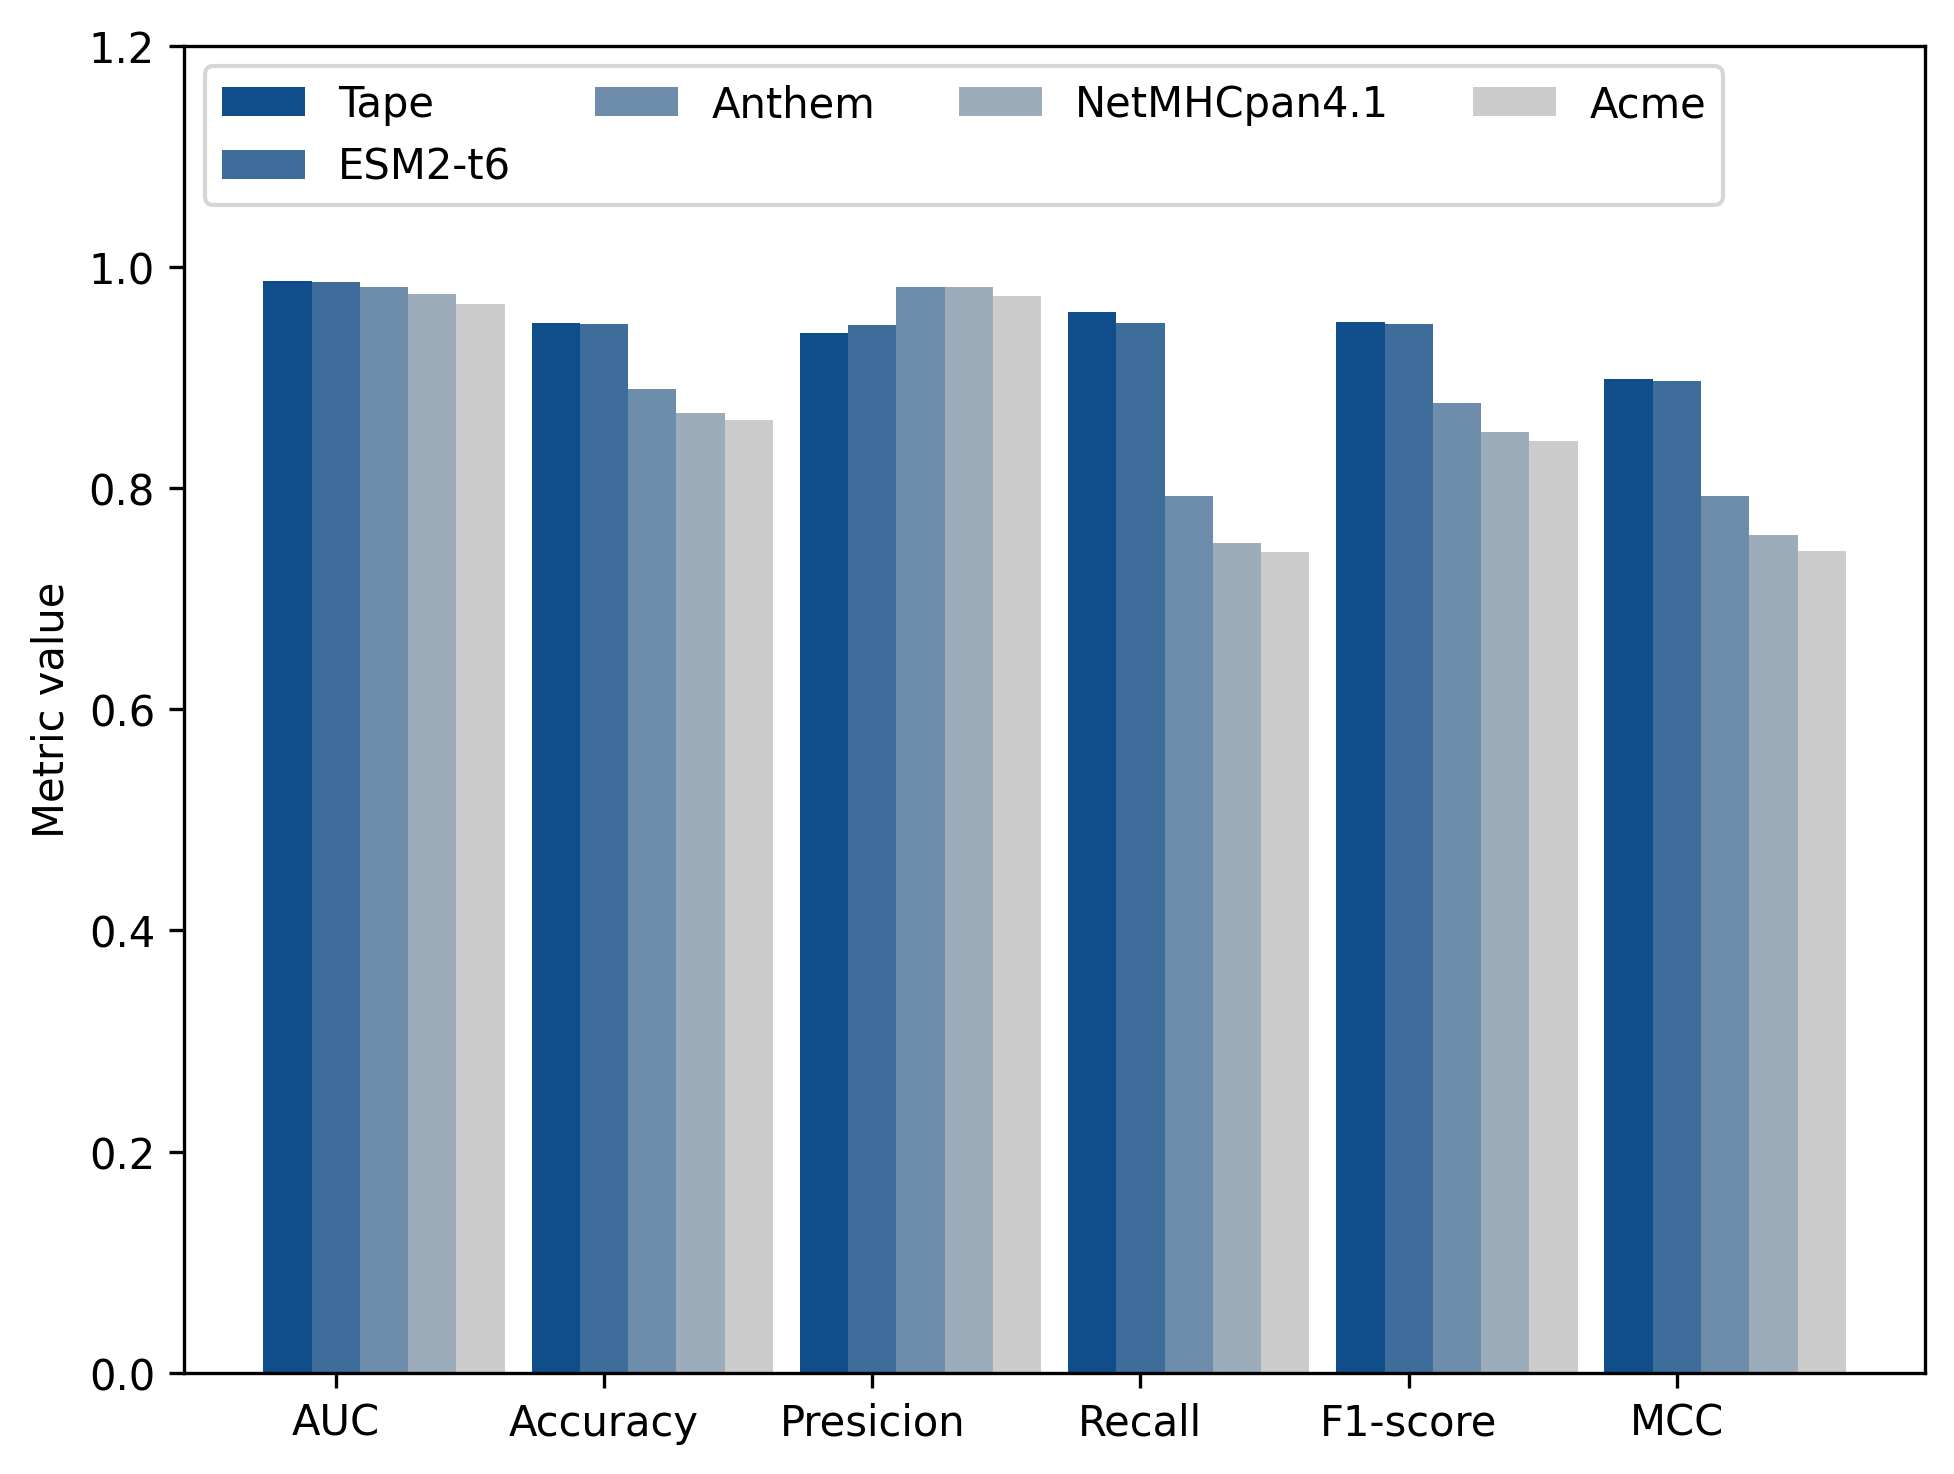 1.2
Tape Anthem NetMHCpan4.1 Acme
ESM2-t6
1.0
0.8
0.6
0.4
0.2
0.0
Metric value
AUC Accuracy Presicion Recall F1-score MCC